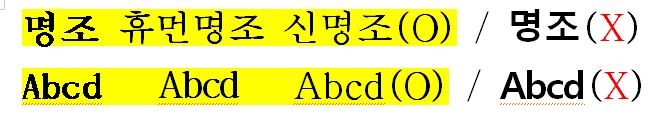 명조 휴먼명조 신명조(O) / 명조(X)
Abcd Abcd Abcd(O) / Abcd(X)